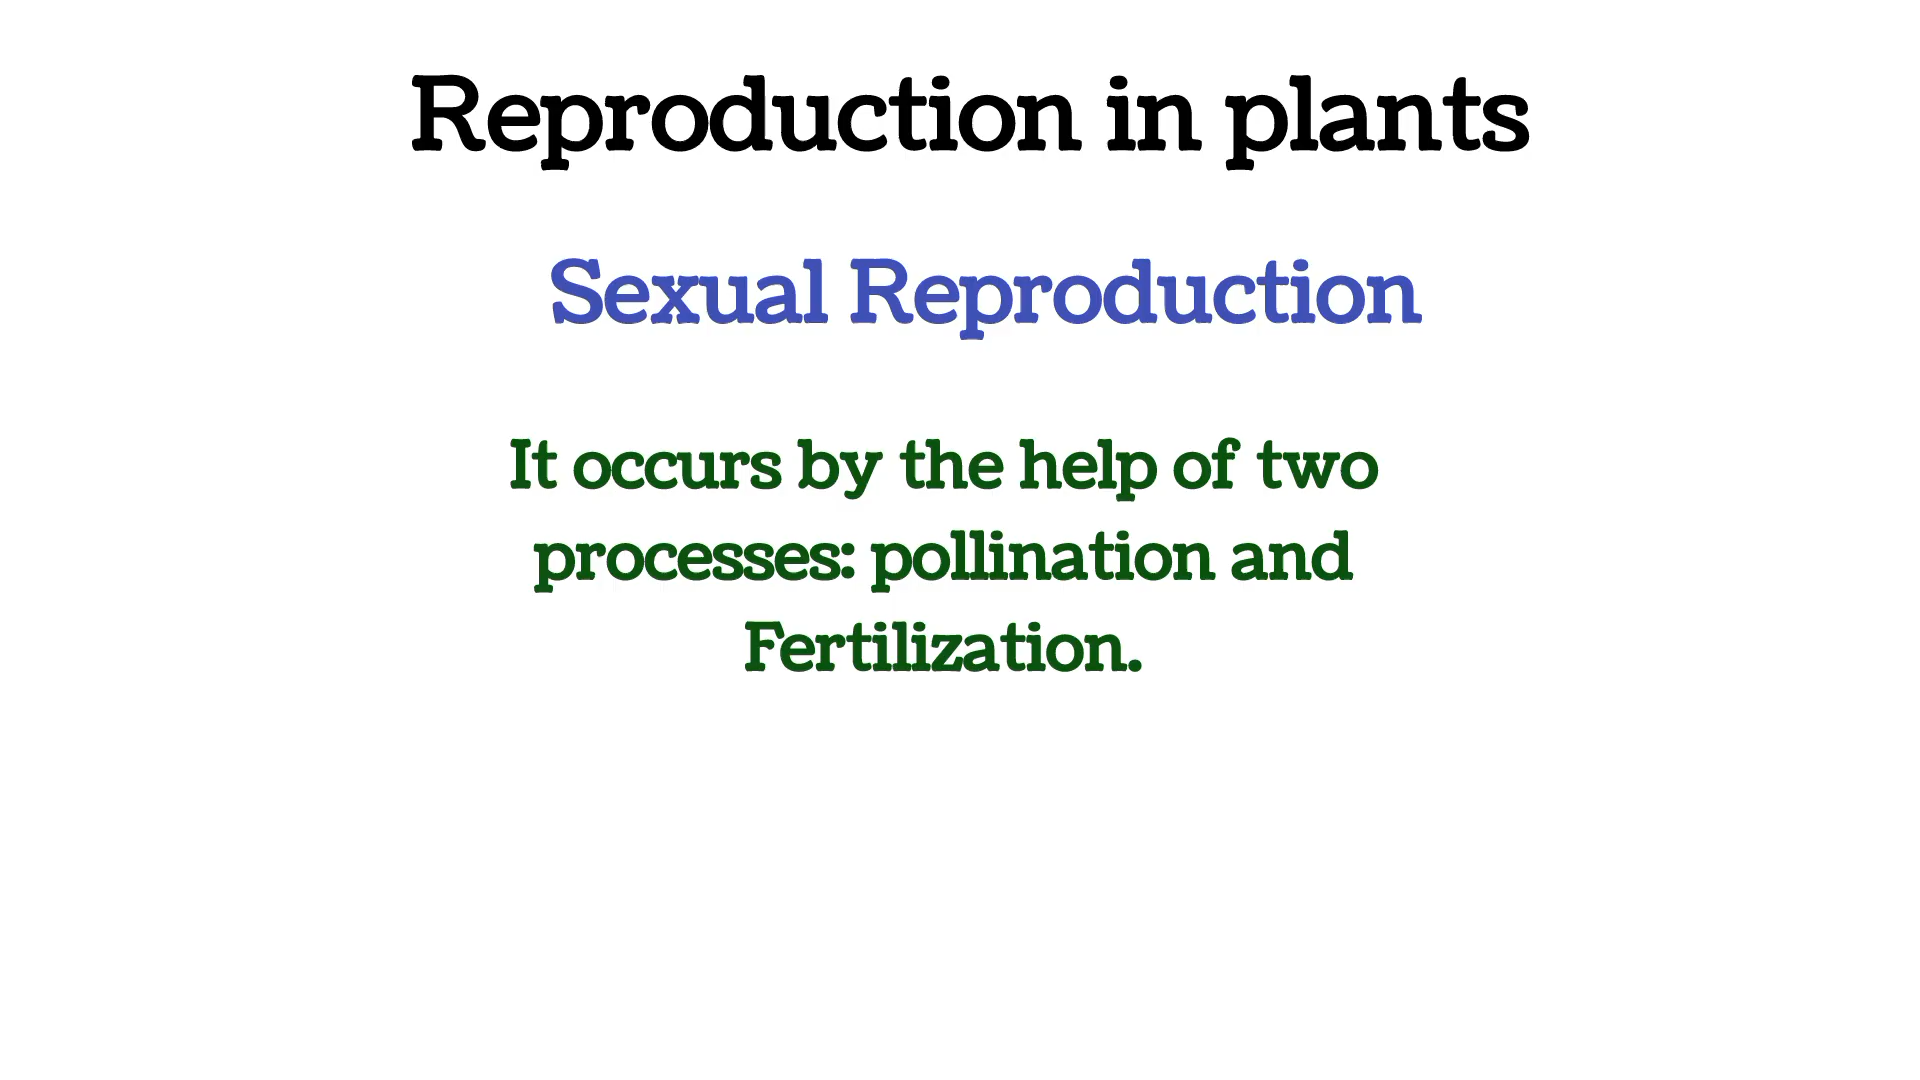 Reproduction in plants
Sexual Reproduction
It occurs by the help of two
processes: pollination and
Fertilization.